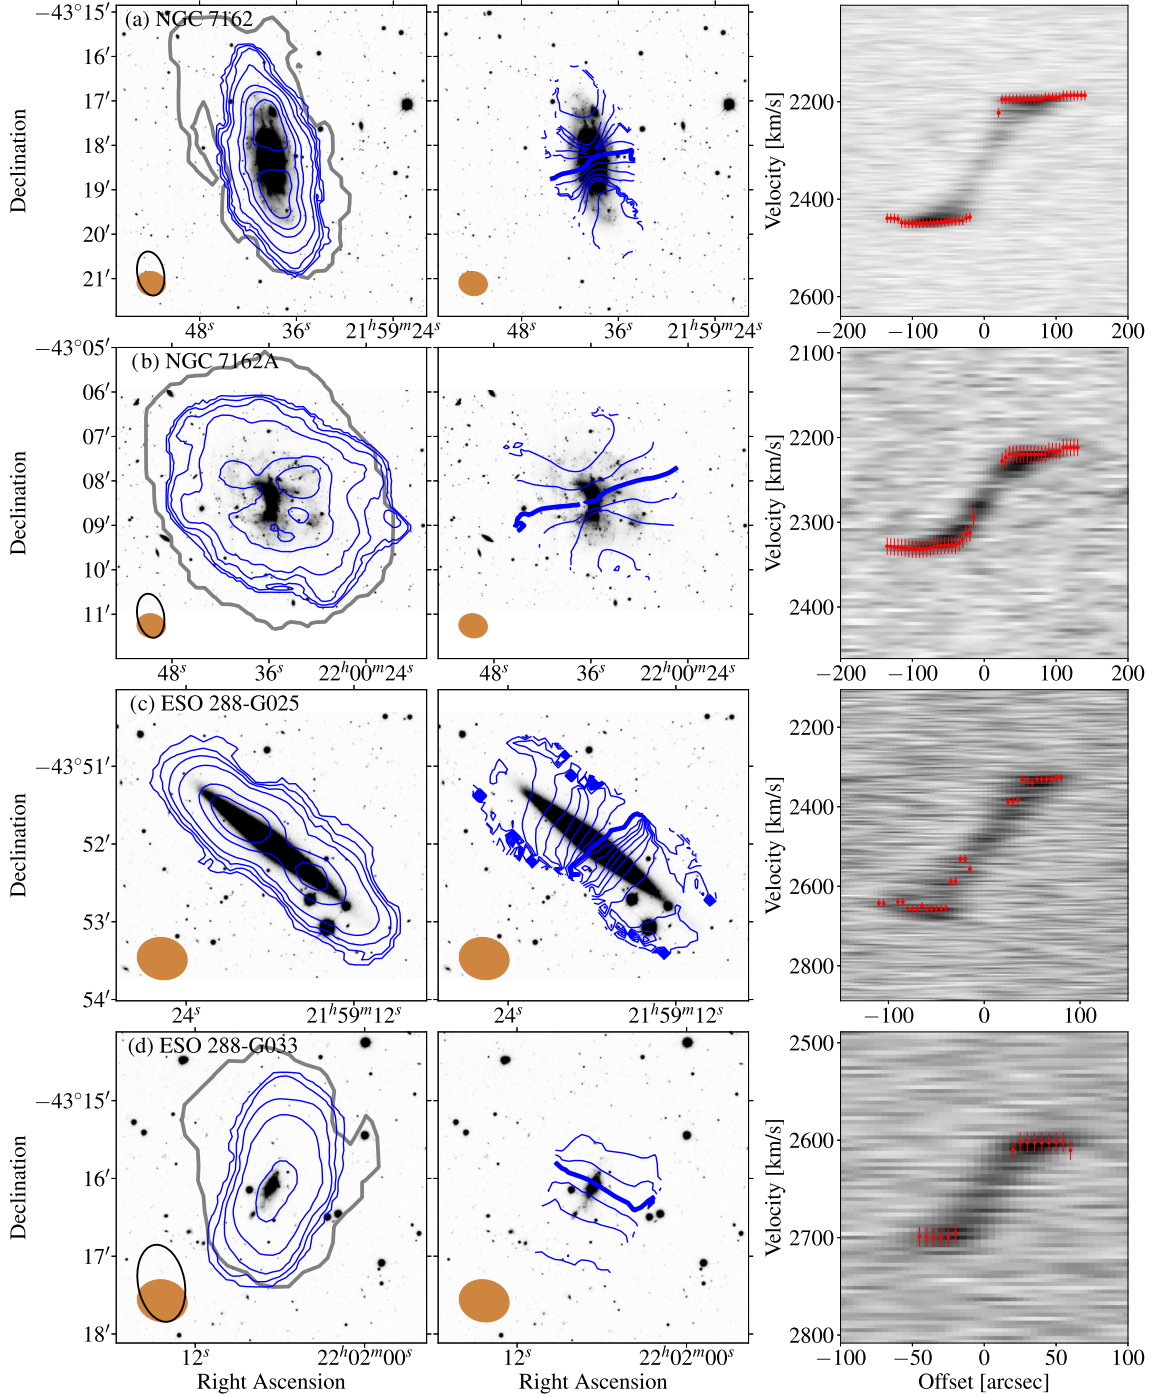 (a) NGC 7162
−43°15′
16′
17′
18′
19′
20′
21′
Declination
48ˢ 36ˢ 21ʰ59ᵐ24ˢ
48ˢ 36ˢ 21ʰ59ᵐ24ˢ
Velocity [km/s]
2200
2400
2600
−200 −100 0 100 200
(b) NGC 7162A
−43°05′
06′
07′
08′
09′
10′
11′
Declination
48ˢ 36ˢ 22ʰ00ᵐ24ˢ
48ˢ 36ˢ 22ʰ00ᵐ24ˢ
Velocity [km/s]
2100
2200
2300
2400
−200 −100 0 100 200
(c) ESO 288-G025
−43°51′
52′
53′
54′
Declination
24ˢ 21ʰ59ᵐ12ˢ
24ˢ 21ʰ59ᵐ12ˢ
Velocity [km/s]
2200
2400
2600
2800
−100 0 100
(d) ESO 288-G033
−43°15′
16′
17′
18′
Declination
12ˢ 22ʰ02ᵐ00ˢ
Right Ascension
12ˢ 22ʰ02ᵐ00ˢ
Right Ascension
Velocity [km/s]
2500
2600
2700
2800
−100 −50 0 50 100
Offset [arcsec]